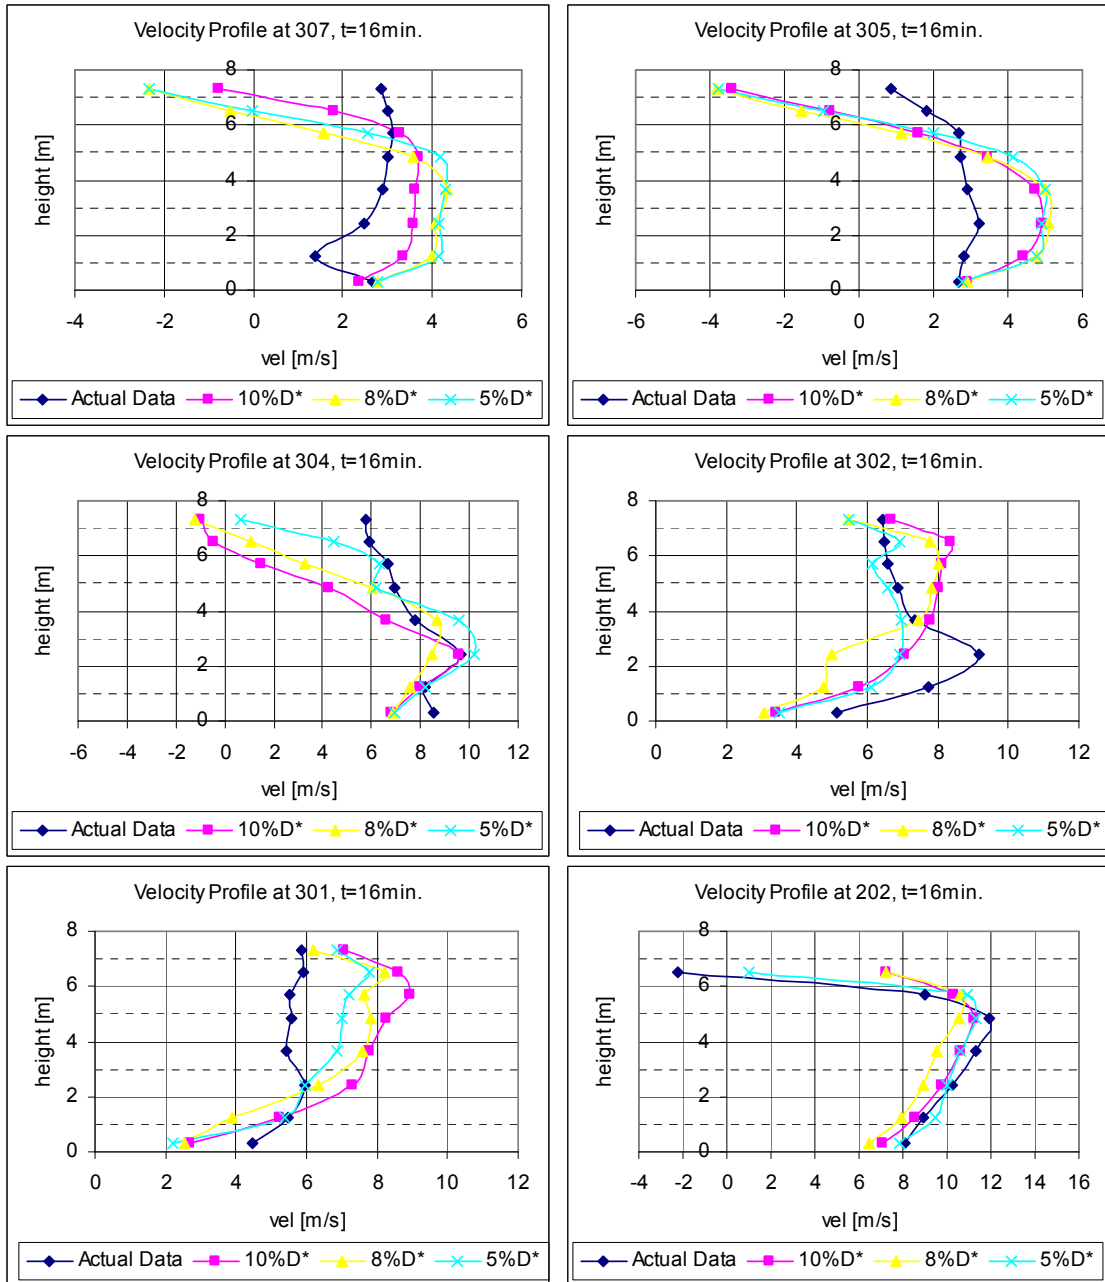 Velocity Profile at 307, t=16min.
8
6
4
2
0
-4 -2 0 2 4 6
height [m]
vel [m/s]
Actual Data 10%D* 8%D* 5%D*
Velocity Profile at 305, t=16min.
8
6
4
2
0
-6 -4 -2 0 2 4 6
height [m]
vel [m/s]
Actual Data 10%D* 8%D* 5%D*
Velocity Profile at 304, t=16min.
8
6
4
2
0
-6 -4 -2 0 2 4 6 8 10 12
height [m]
vel [m/s]
Actual Data 10%D* 8%D* 5%D*
Velocity Profile at 302, t=16min.
8
6
4
2
0
0 2 4 6 8 10 12
height [m]
vel [m/s]
Actual Data 10%D* 8%D* 5%D*
Velocity Profile at 301, t=16min.
8
6
4
2
0
0 2 4 6 8 10 12
height [m]
vel [m/s]
Actual Data 10%D* 8%D* 5%D*
Velocity Profile at 202, t=16min.
8
6
4
2
0
-4 -2 0 2 4 6 8 10 12 14 16
height [m]
vel [m/s]
Actual Data 10%D* 8%D* 5%D*